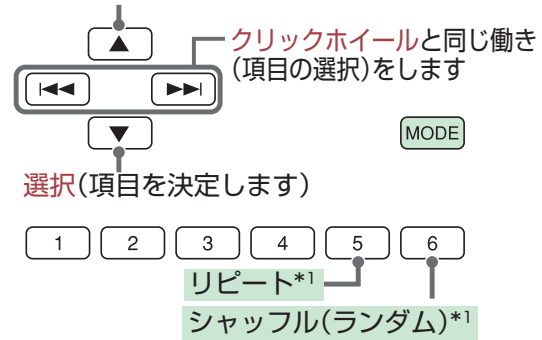 クリックホイールと同じ働き
(項目の選択)をします
MODE
選択(項目を決定します)
1 2 3 4 5 6
リピート*1
シャッフル(ランダム)*1